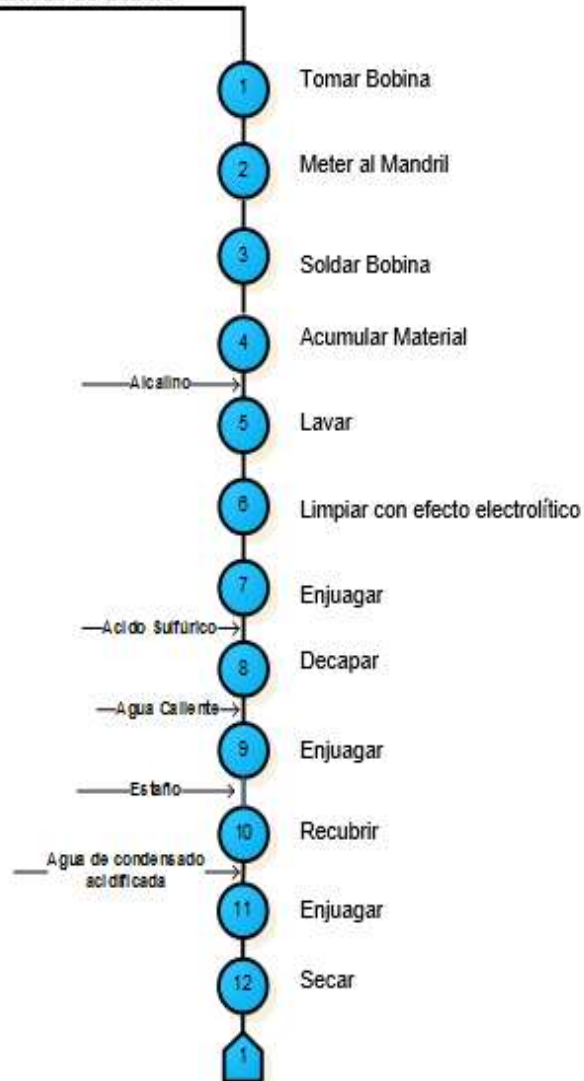 1 Tomar Bobina
2 Meter al Mandril
3 Soldar Bobina
4 Acumular Material
Alcalino
5 Lavar
6 Limpiar con efecto electrolítico
7 Enjuagar
Acido Sulfúrico
8 Decapar
Agua Caliente
9 Enjuagar
Estaño
10 Recubrir
Agua de condensado
acidificada
11 Enjuagar
12 Secar
1